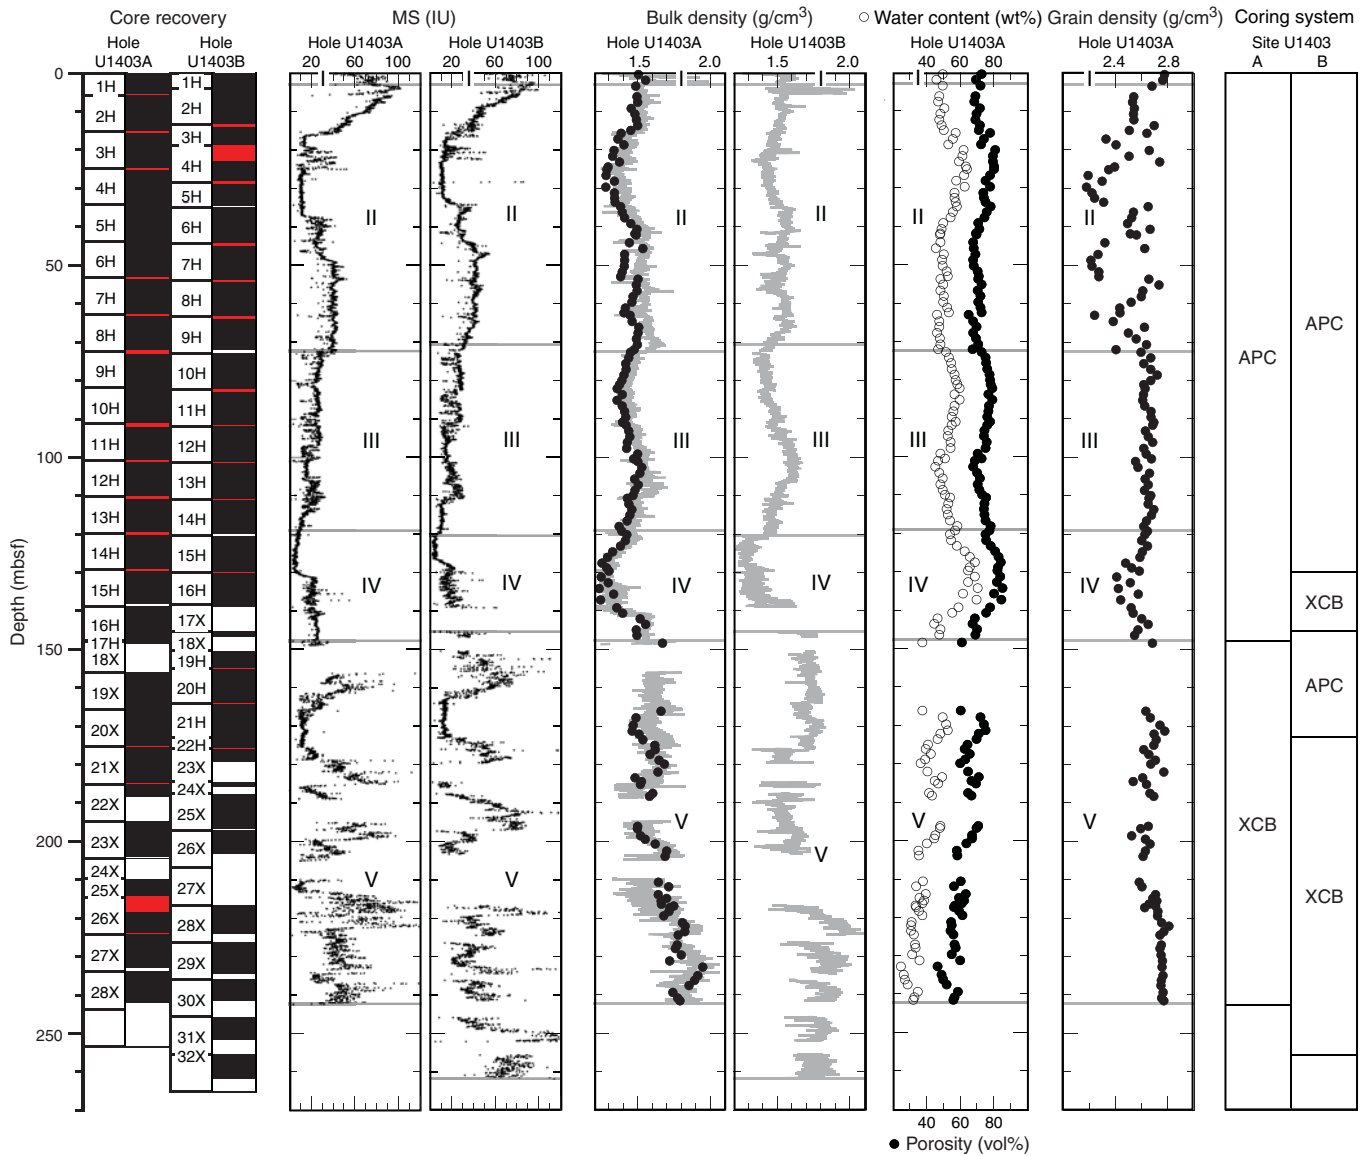 Core recovery
MS (IU)
Bulk density (g/cm³)
○ Water content (wt%)
Grain density (g/cm³)
Coring system
Hole U1403A
Hole U1403B
Hole U1403A
Hole U1403B
Hole U1403A
Hole U1403B
Hole U1403A
Hole U1403A
Site U1403
A B
20 60 100
20 60 100
1.5 2.0
1.5 2.0
40 60 80
2.4 2.8
I
I
I
I
I
I
Depth (mbsf)
0
50
100
150
200
250
1H
2H
3H
4H
5H
6H
7H
8H
9H
10H
11H
12H
13H
14H
15H
16H
17H
18X
19X
20X
21X
22X
23X
24X
25X
26X
27X
28X
1H
2H
3H
4H
5H
6H
7H
8H
9H
10H
11H
12H
13H
14H
15H
16H
17X
18X
19H
20H
21H
22H
23X
24X
25X
26X
27X
28X
29X
30X
31X
32X
II
III
IV
V
II
III
IV
V
II
III
IV
V
II
III
IV
V
II
III
IV
V
II
III
IV
V
APC
XCB
APC
XCB
APC
XCB
40 60 80
● Porosity (vol%)